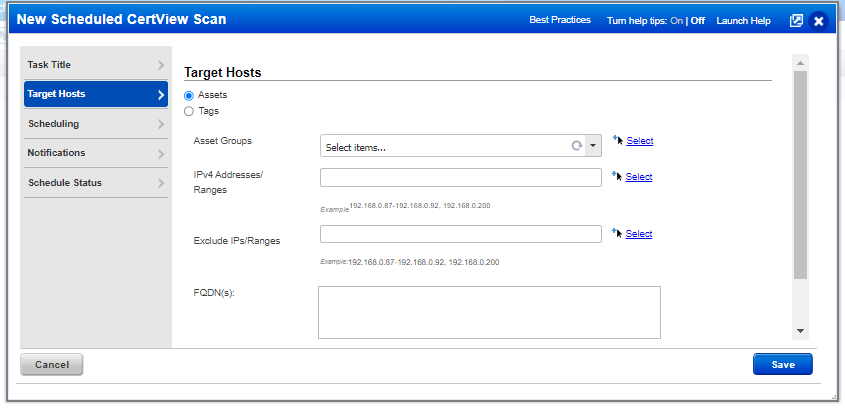 New Scheduled CertView Scan
Best Practices
Turn help tips: On | Off
Launch Help
Task Title
Target Hosts
Scheduling
Notifications
Schedule Status
Target Hosts
Assets
Tags
Asset Groups
Select items...
Select
IPv4 Addresses/
Ranges
Select
Example 192.168.0.87-192.168.0.92, 192.168.0.200
Exclude IPs/Ranges
Select
Example:192.168.0.87-192.168.0.92, 192.168.0.200
FQDN(s):
Cancel
Save